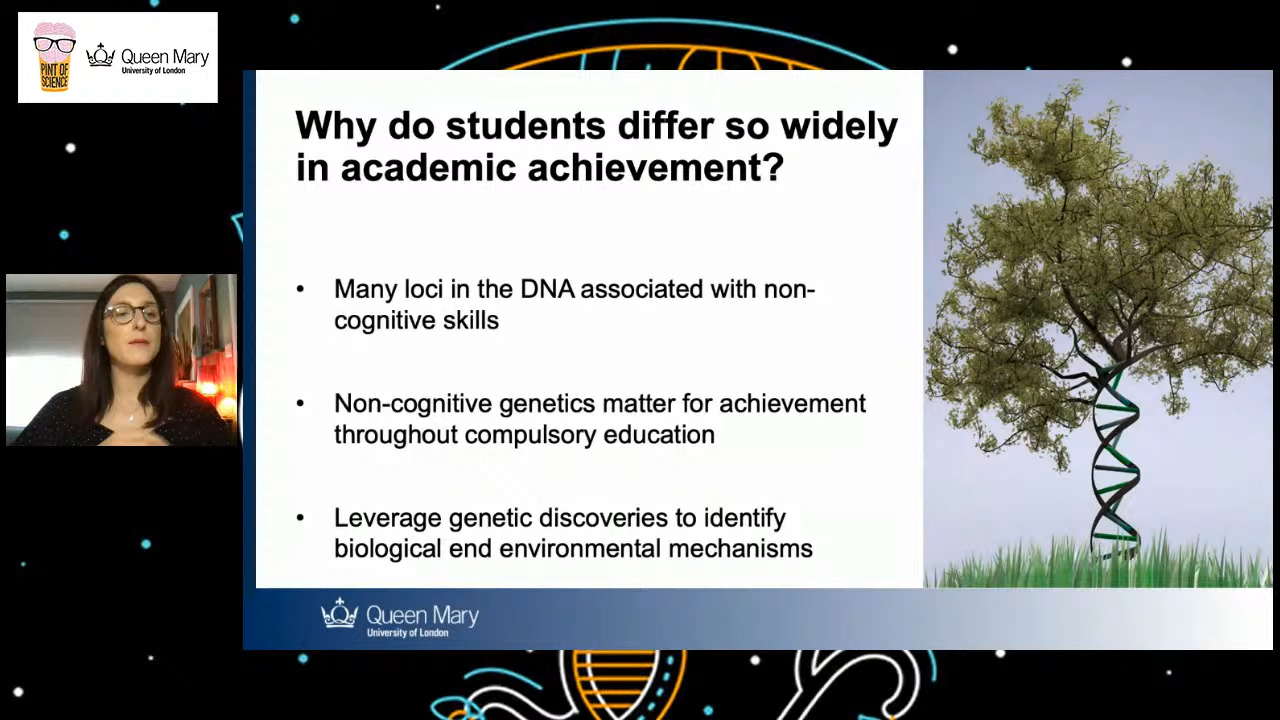 PINT OF
SCIENCE
Queen Mary
University of London
Why do students differ so widely
in academic achievement?
• Many loci in the DNA associated with non-
cognitive skills
• Non-cognitive genetics matter for achievement
throughout compulsory education
• Leverage genetic discoveries to identify
biological end environmental mechanisms
Queen Mary
University of London